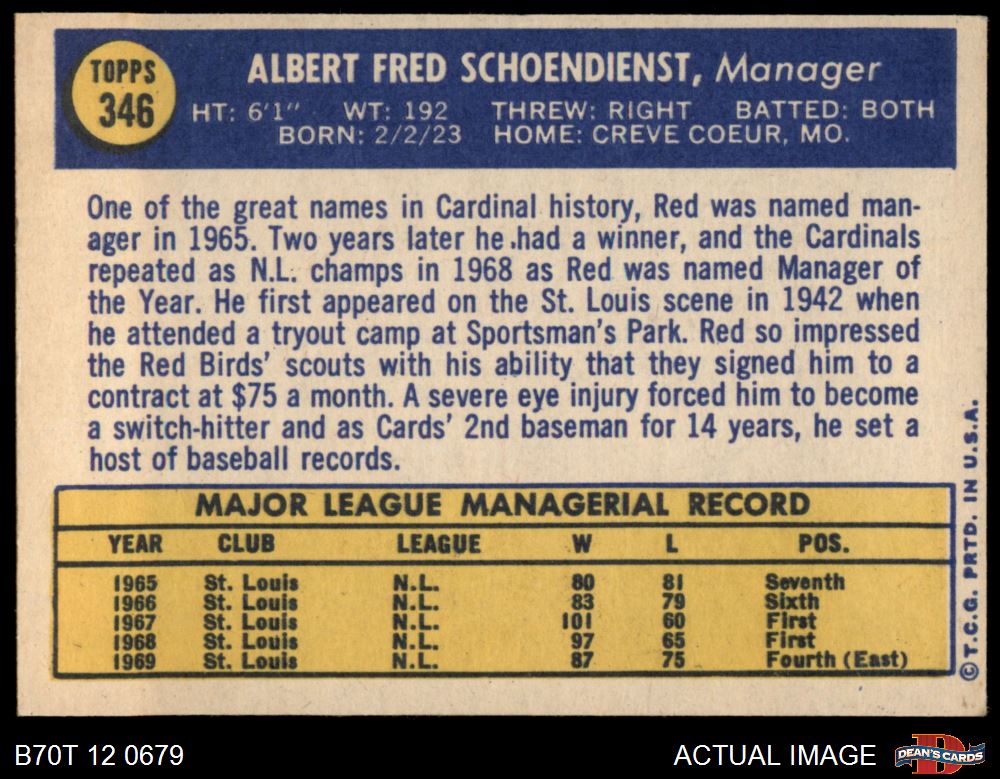 TOPPS
346
ALBERT FRED SCHOENDIENST, Manager
HT: 6'1" WT: 192 THREW: RIGHT BATTED: BOTH
BORN: 2/2/23 HOME: CREVE COEUR, MO.
One of the great names in Cardinal history, Red was named man-
ager in 1965. Two years later he had a winner, and the Cardinals
repeated as N.L. champs in 1968 as Red was named Manager of
the Year. He first appeared on the St. Louis scene in 1942 when
he attended a tryout camp at Sportsman's Park. Red so impressed
the Red Birds' scouts with his ability that they signed him to a
contract at $75 a month. A severe eye injury forced him to become
a switch-hitter and as Cards' 2nd baseman for 14 years, he set a
host of baseball records.
MAJOR LEAGUE MANAGERIAL RECORD
YEAR CLUB LEAGUE W L POS.
1965 St. Louis N.L. 80 81 Seventh
1966 St. Louis N.L. 83 79 Sixth
1967 St. Louis N.L. 101 60 First
1968 St. Louis N.L. 97 65 First
1969 St. Louis N.L. 87 75 Fourth (East)
© T.C.G. PRTD. IN U.S.A.
B70T 12 0679
ACTUAL IMAGE
D
DEAN'S CARDS